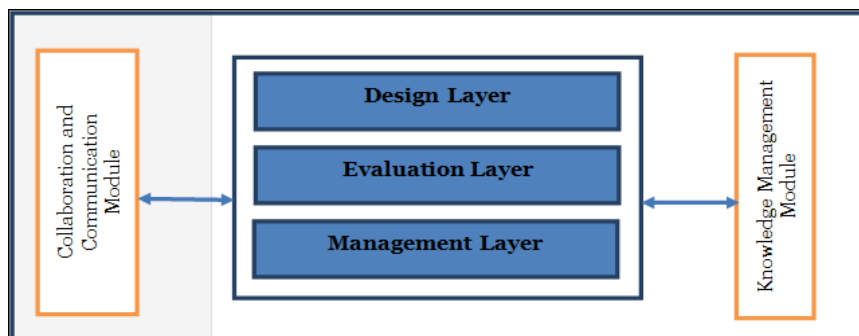 Collaboration and
Communication
Module
Design Layer
Evaluation Layer
Management Layer
Knowledge Management
Module